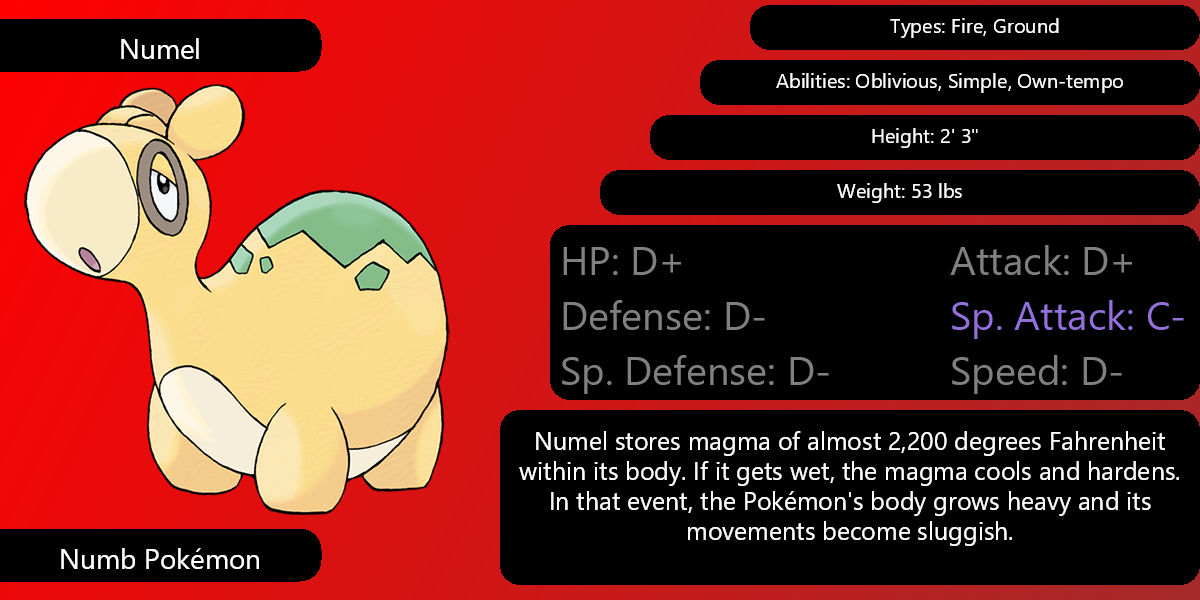 Numel
Types: Fire, Ground
Abilities: Oblivious, Simple, Own-tempo
Height: 2' 3"
Weight: 53 lbs
HP: D+ Attack: D+
Defense: D- Sp. Attack: C-
Sp. Defense: D- Speed: D-
Numel stores magma of almost 2,200 degrees Fahrenheit
within its body. If it gets wet, the magma cools and hardens.
In that event, the Pokémon's body grows heavy and its
movements become sluggish.
Numb Pokémon